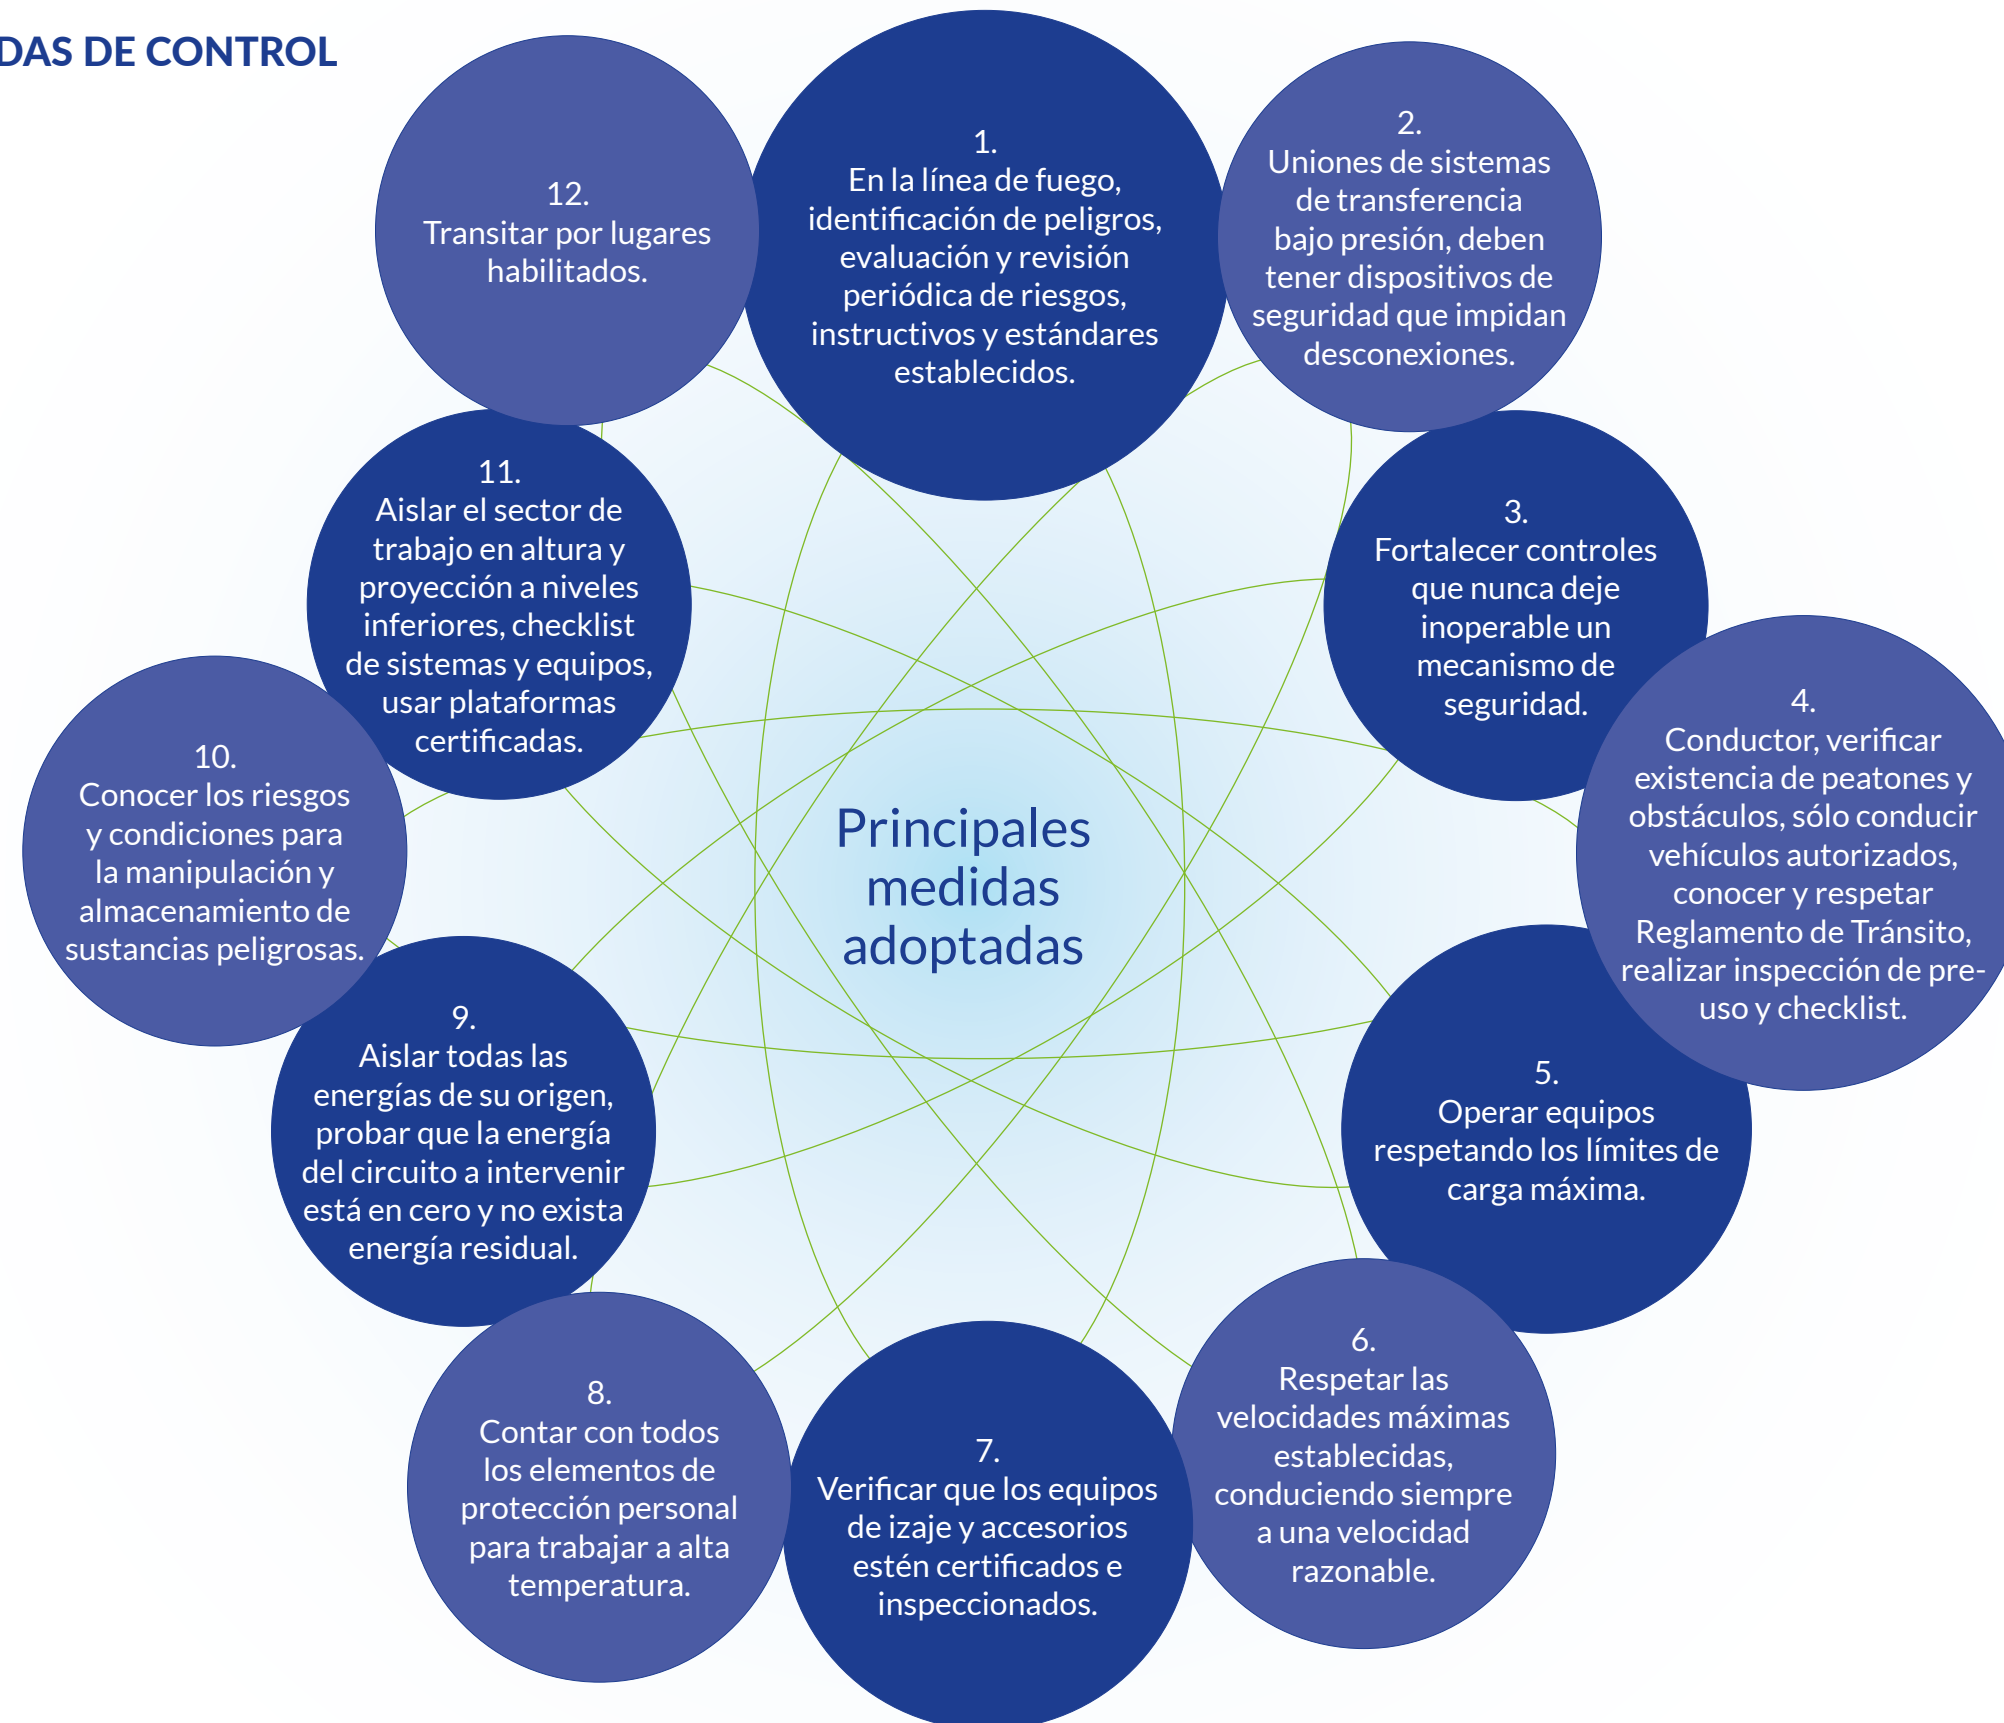 DAS DE CONTROL
1.
En la línea de fuego,
identificación de peligros,
evaluación y revisión
periódica de riesgos,
instructivos y estándares
establecidos.
2.
Uniones de sistemas
de transferencia
bajo presión, deben
tener dispositivos de
seguridad que impidan
desconexiones.
3.
Fortalecer controles
que nunca deje
inoperable un
mecanismo de
seguridad.
4.
Conductor, verificar
existencia de peatones y
obstáculos, sólo conducir
vehículos autorizados,
conocer y respetar
Reglamento de Tránsito,
realizar inspección de pre-
uso y checklist.
5.
Operar equipos
respetando los límites de
carga máxima.
6.
Respetar las
velocidades máximas
establecidas,
conduciendo siempre
a una velocidad
razonable.
7.
Verificar que los equipos
de izaje y accesorios
estén certificados e
inspeccionados.
8.
Contar con todos
los elementos de
protección personal
para trabajar a alta
temperatura.
9.
Aislar todas las
energías de su origen,
probar que la energía
del circuito a intervenir
está en cero y no exista
energía residual.
10.
Conocer los riesgos
y condiciones para
la manipulación y
almacenamiento de
sustancias peligrosas.
11.
Aislar el sector de
trabajo en altura y
proyección a niveles
inferiores, checklist
de sistemas y equipos,
usar plataformas
certificadas.
12.
Transitar por lugares
habilitados.
Principales
medidas
adoptadas